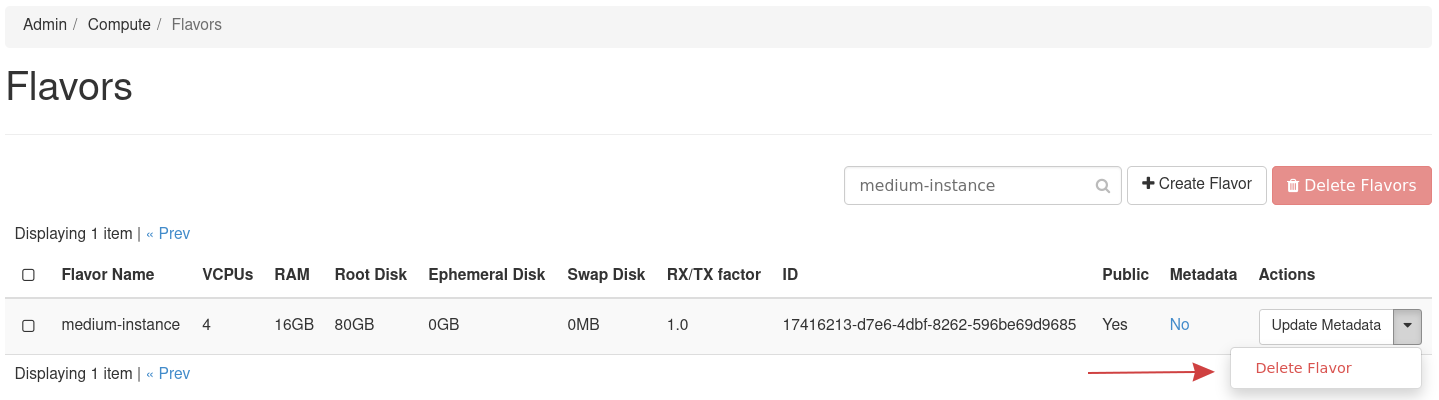 Admin / Compute / Flavors
Flavors
medium-instance Create Flavor Delete Flavors
Displaying 1 item | « Prev
Flavor Name VCPUs RAM Root Disk Ephemeral Disk Swap Disk RX/TX factor ID Public Metadata Actions
medium-instance 4 16GB 80GB 0GB 0MB 1.0 17416213-d7e6-4dbf-8262-596be69d9685 Yes No Update Metadata
Displaying 1 item | « Prev
Delete Flavor